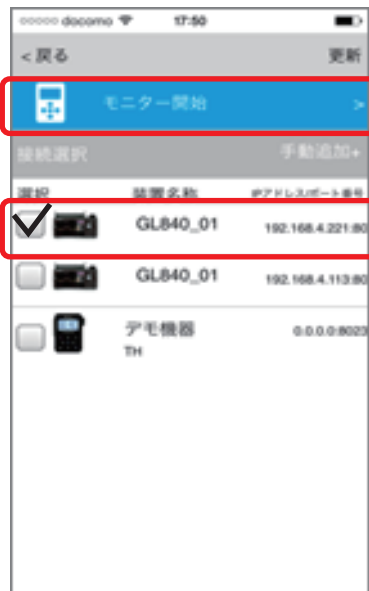 ooooo docomo 17:50
<戻る 更新
モニター開始 >
接続選択 手動追加+
選択 装置名称 IPアドレス/ポート番号
GL840_01 192.168.4.221:80
GL840_01 192.168.4.113:80
デモ機器 0.0.0.0:8023
TH